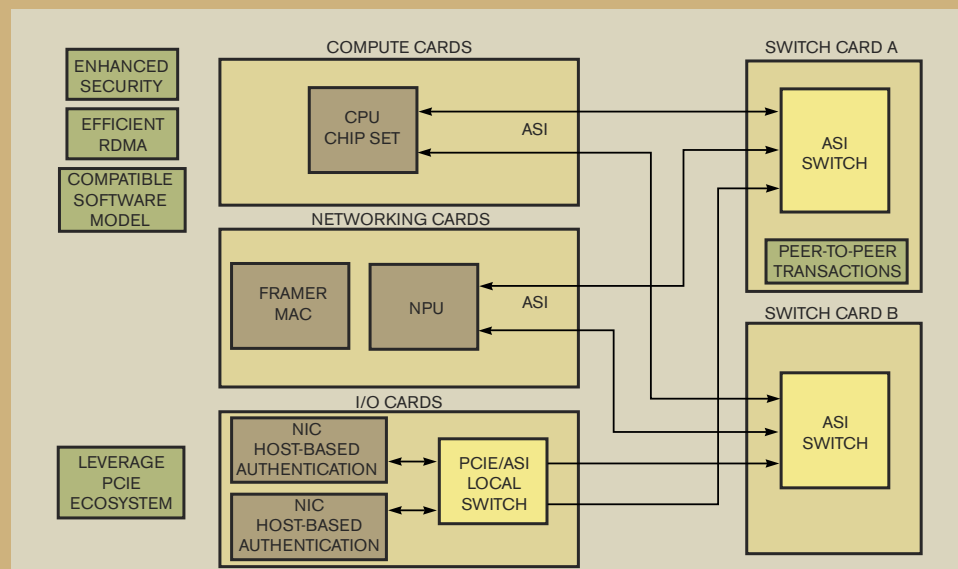 COMPUTE CARDS
SWITCH CARD A
ENHANCED
SECURITY
EFFICIENT
RDMA
COMPATIBLE
SOFTWARE
MODEL
CPU
CHIP SET
ASI
ASI
SWITCH
PEER-TO-PEER
TRANSACTIONS
NETWORKING CARDS
FRAMER
MAC
NPU
ASI
SWITCH CARD B
ASI
SWITCH
I/O CARDS
NIC
HOST-BASED
AUTHENTICATION
NIC
HOST-BASED
AUTHENTICATION
PCIE/ASI
LOCAL
SWITCH
LEVERAGE
PCIE
ECOSYSTEM